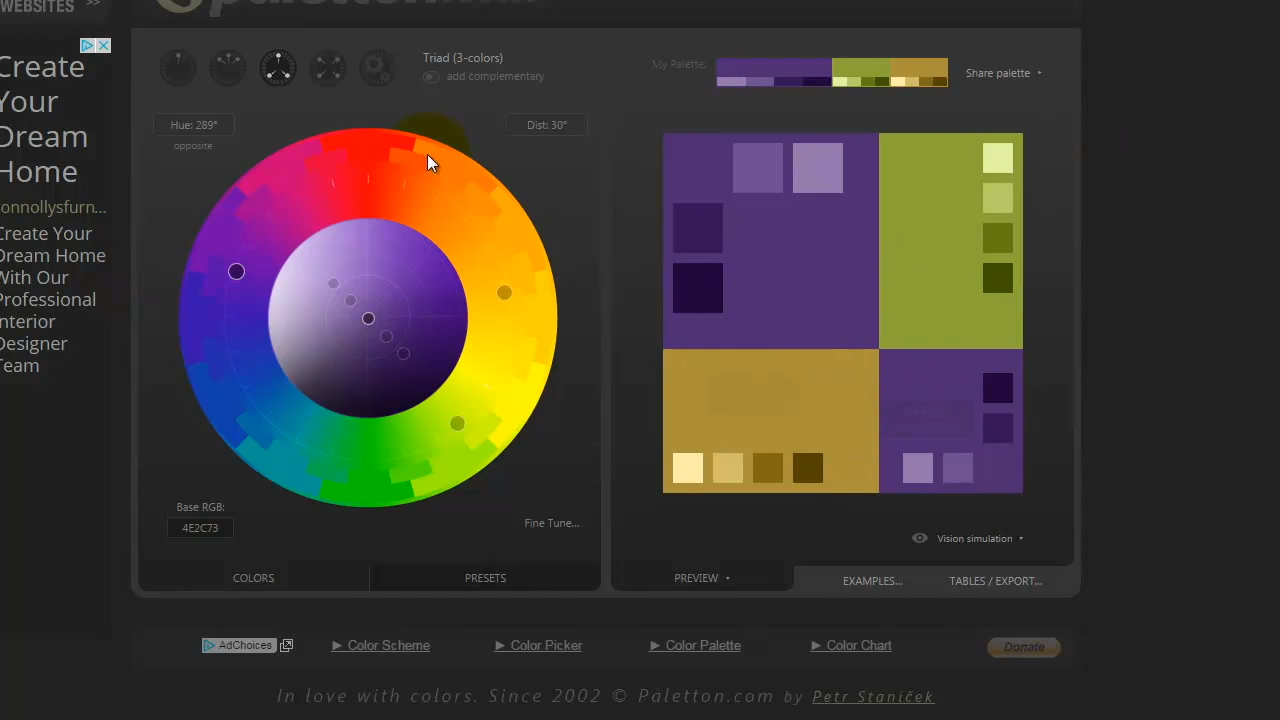 WEBSITES >>
Create
Your
Dream
Home
onnollysfurn...
Create Your
Dream Home
With Our
Professional
Interior
Designer
Team
paletton
Triad (3-colors)
add complementary
My Palette:
Share palette
Hue: 289°
opposite
Dist: 30°
Base RGB:
4E2C73
Fine Tune...
Vision simulation
COLORS
PRESETS
PREVIEW
EXAMPLES...
TABLES / EXPORT...
AdChoices
► Color Scheme
► Color Picker
► Color Palette
► Color Chart
Donate
In love with colors. Since 2002 © Paletton.com by Petr Staníček